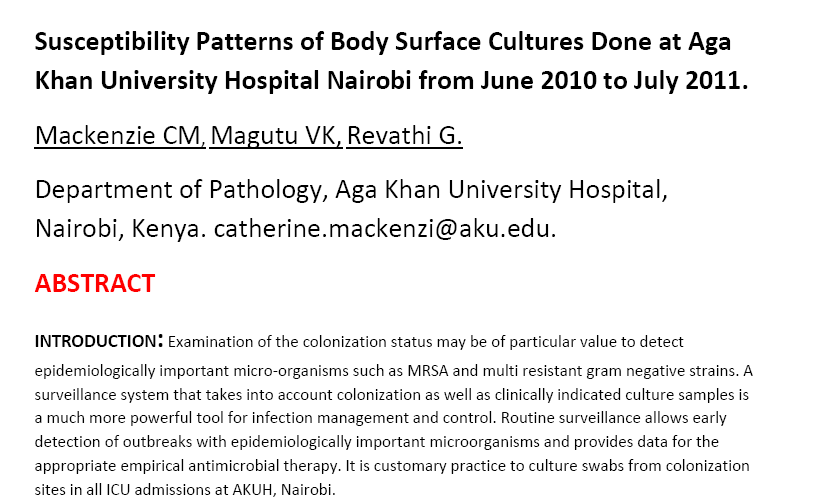 Susceptibility Patterns of Body Surface Cultures Done at Aga
Khan University Hospital Nairobi from June 2010 to July 2011.
Mackenzie CM, Magutu VK, Revathi G.
Department of Pathology, Aga Khan University Hospital,
Nairobi, Kenya. catherine.mackenzi@aku.edu.
ABSTRACT
INTRODUCTION: Examination of the colonization status may be of particular value to detect
epidemiologically important micro-organisms such as MRSA and multi resistant gram negative strains. A
surveillance system that takes into account colonization as well as clinically indicated culture samples is
a much more powerful tool for infection management and control. Routine surveillance allows early
detection of outbreaks with epidemiologically important microorganisms and provides data for the
appropriate empirical antimicrobial therapy. It is customary practice to culture swabs from colonization
sites in all ICU admissions at AKUH, Nairobi.